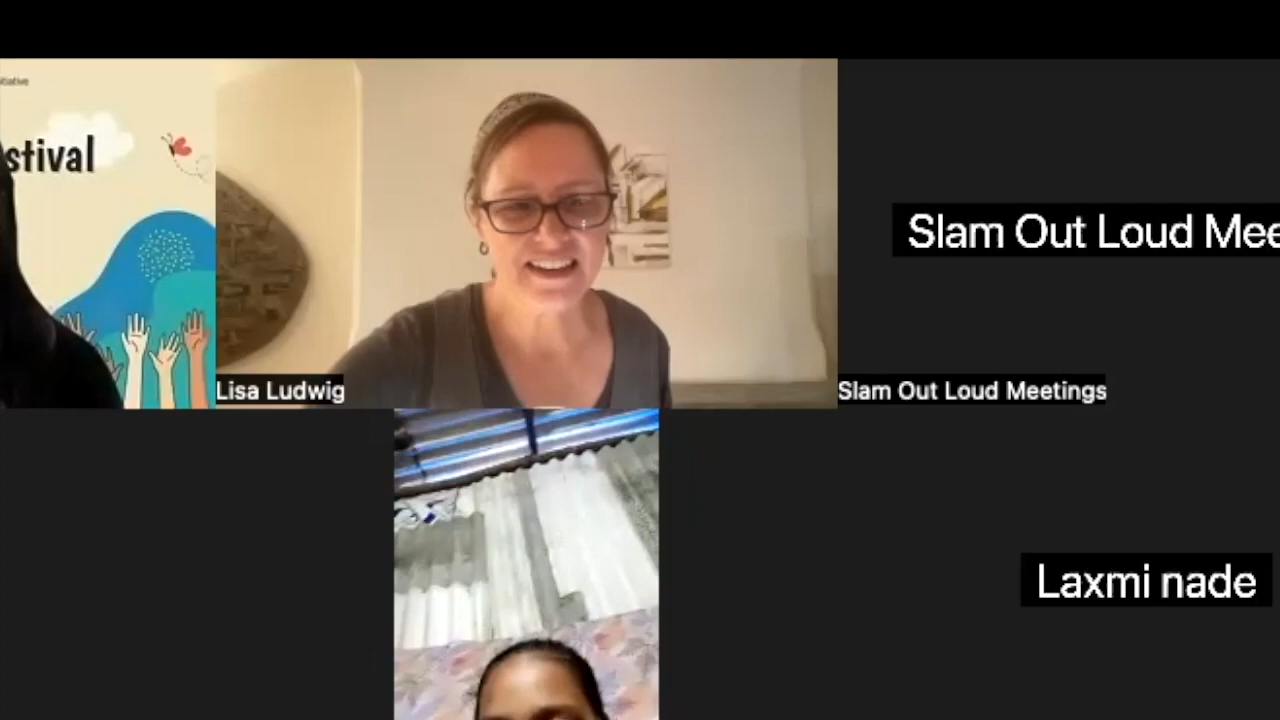 stival
Slam Out Loud Mee
Lisa Ludwig
Slam Out Loud Meetings
Laxmi nade